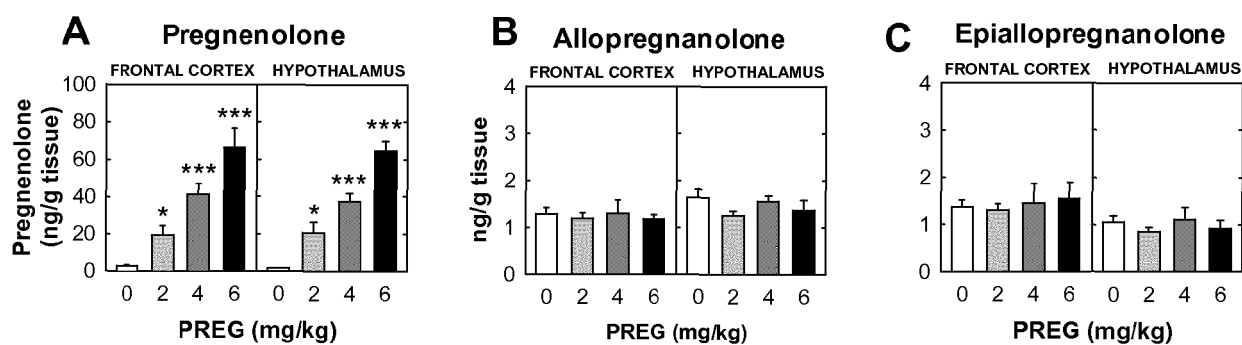 A
Pregnenolone
FRONTAL CORTEX HYPOTHALAMUS
Pregnenolone
(ng/g tissue)
100
80
60
40
20
0
* *** ***
* *** ***
0 2 4 6 0 2 4 6
PREG (mg/kg)
B
Allopregnanolone
FRONTAL CORTEX HYPOTHALAMUS
ng/g tissue
4
3
2
1
0
0 2 4 6 0 2 4 6
PREG (mg/kg)
C
Epiallopregnanolone
FRONTAL CORTEX HYPOTHALAMUS
4
3
2
1
0
0 2 4 6 0 2 4 6
PREG (mg/kg)